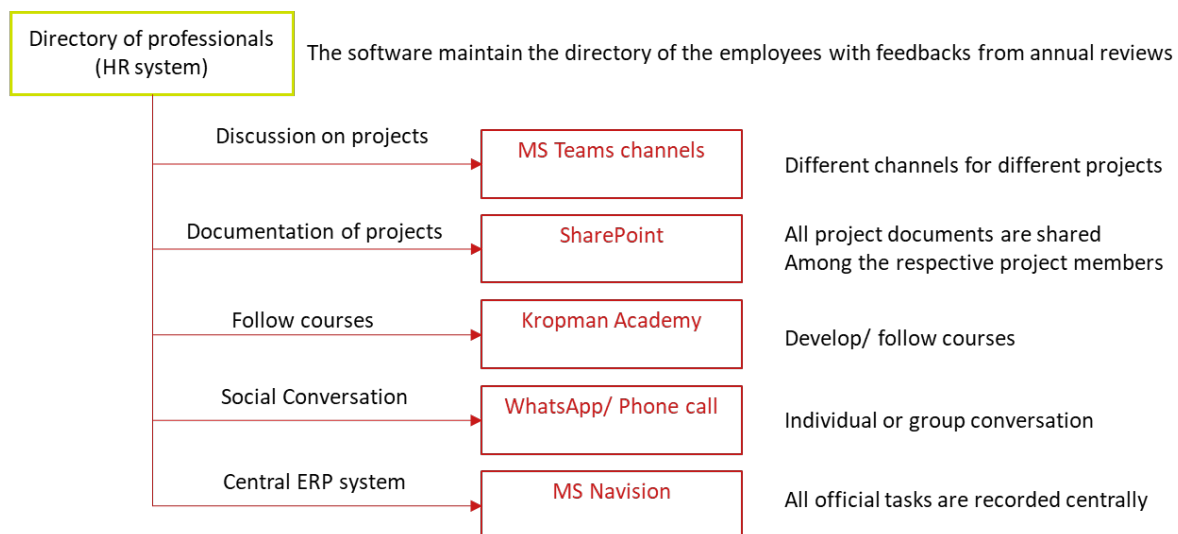 Directory of professionals
(HR system)
The software maintain the directory of the employees with feedbacks from annual reviews
Discussion on projects
MS Teams channels
Different channels for different projects
Documentation of projects
SharePoint
All project documents are shared
Among the respective project members
Follow courses
Kropman Academy
Develop/ follow courses
Social Conversation
WhatsApp/ Phone call
Individual or group conversation
Central ERP system
MS Navision
All official tasks are recorded centrally